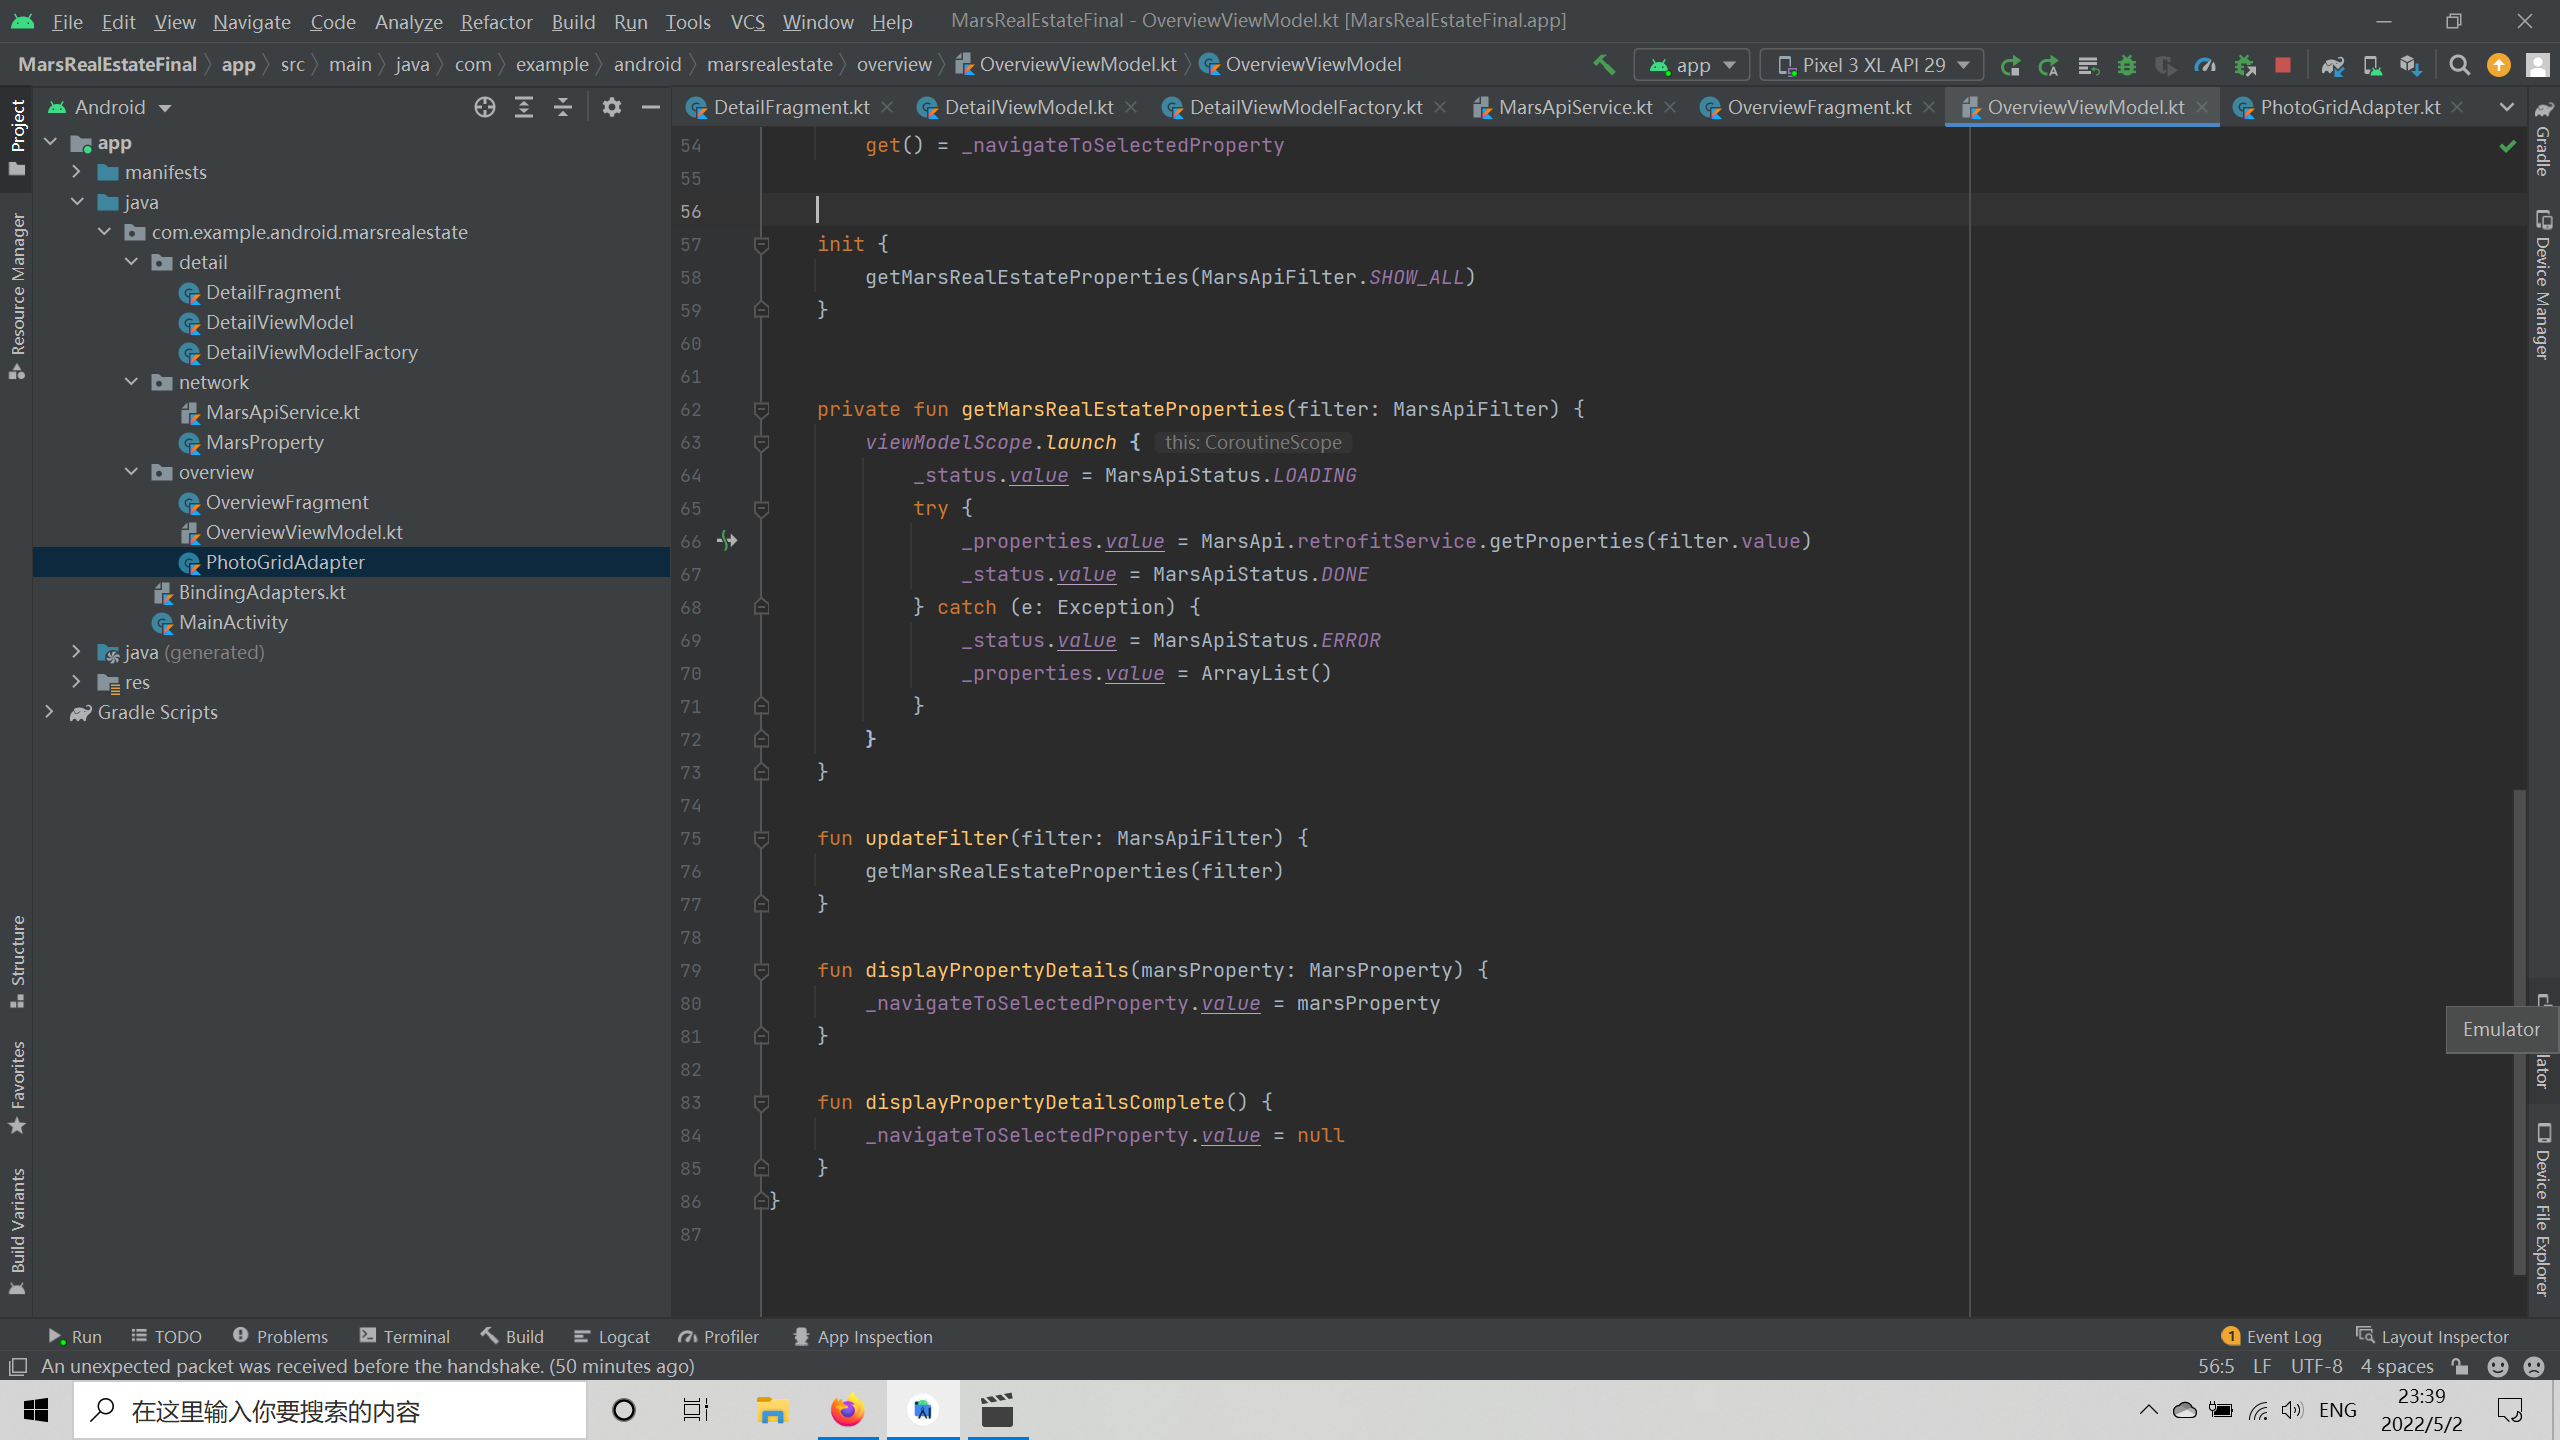 File Edit View Navigate Code Analyze Refactor Build Run Tools VCS Window Help MarsRealEstateFinal - OverviewViewModel.kt [MarsRealEstateFinal.app]
MarsRealEstateFinal app src main java com example android marsrealestate overview OverviewViewModel.kt OverviewViewModel app Pixel 3 XL API 29
Android
DetailFragment.kt DetailViewModel.kt DetailViewModelFactory.kt MarsApiService.kt OverviewFragment.kt OverviewViewModel.kt PhotoGridAdapter.kt
Project
Resource Manager
Structure
Favorites
Build Variants
app
manifests
java
com.example.android.marsrealestate
detail
DetailFragment
DetailViewModel
DetailViewModelFactory
network
MarsApiService.kt
MarsProperty
overview
OverviewFragment
OverviewViewModel.kt
PhotoGridAdapter
BindingAdapters.kt
MainActivity
java (generated)
res
Gradle Scripts
54 get() = _navigateToSelectedProperty
55
56
57 init {
58 getMarsRealEstateProperties(MarsApiFilter.SHOW_ALL)
59 }
60
61
62 private fun getMarsRealEstateProperties(filter: MarsApiFilter) {
63 viewModelScope.launch { this: CoroutineScope
64 _status.value = MarsApiStatus.LOADING
65 try {
66 _properties.value = MarsApi.retrofitService.getProperties(filter.value)
67 _status.value = MarsApiStatus.DONE
68 } catch (e: Exception) {
69 _status.value = MarsApiStatus.ERROR
70 _properties.value = ArrayList()
71 }
72 }
73 }
74
75 fun updateFilter(filter: MarsApiFilter) {
76 getMarsRealEstateProperties(filter)
77 }
78
79 fun displayPropertyDetails(marsProperty: MarsProperty) {
80 _navigateToSelectedProperty.value = marsProperty
81 }
82
83 fun displayPropertyDetailsComplete() {
84 _navigateToSelectedProperty.value = null
85 }
86 }
87
Gradle
Device Manager
Emulator
lator
Device File Explorer
Run TODO Problems Terminal Build Logcat Profiler App Inspection 1 Event Log Layout Inspector
An unexpected packet was received before the handshake. (50 minutes ago) 56:5 LF UTF-8 4 spaces
在这里输入你要搜索的内容
ENG
23:39
2022/5/2